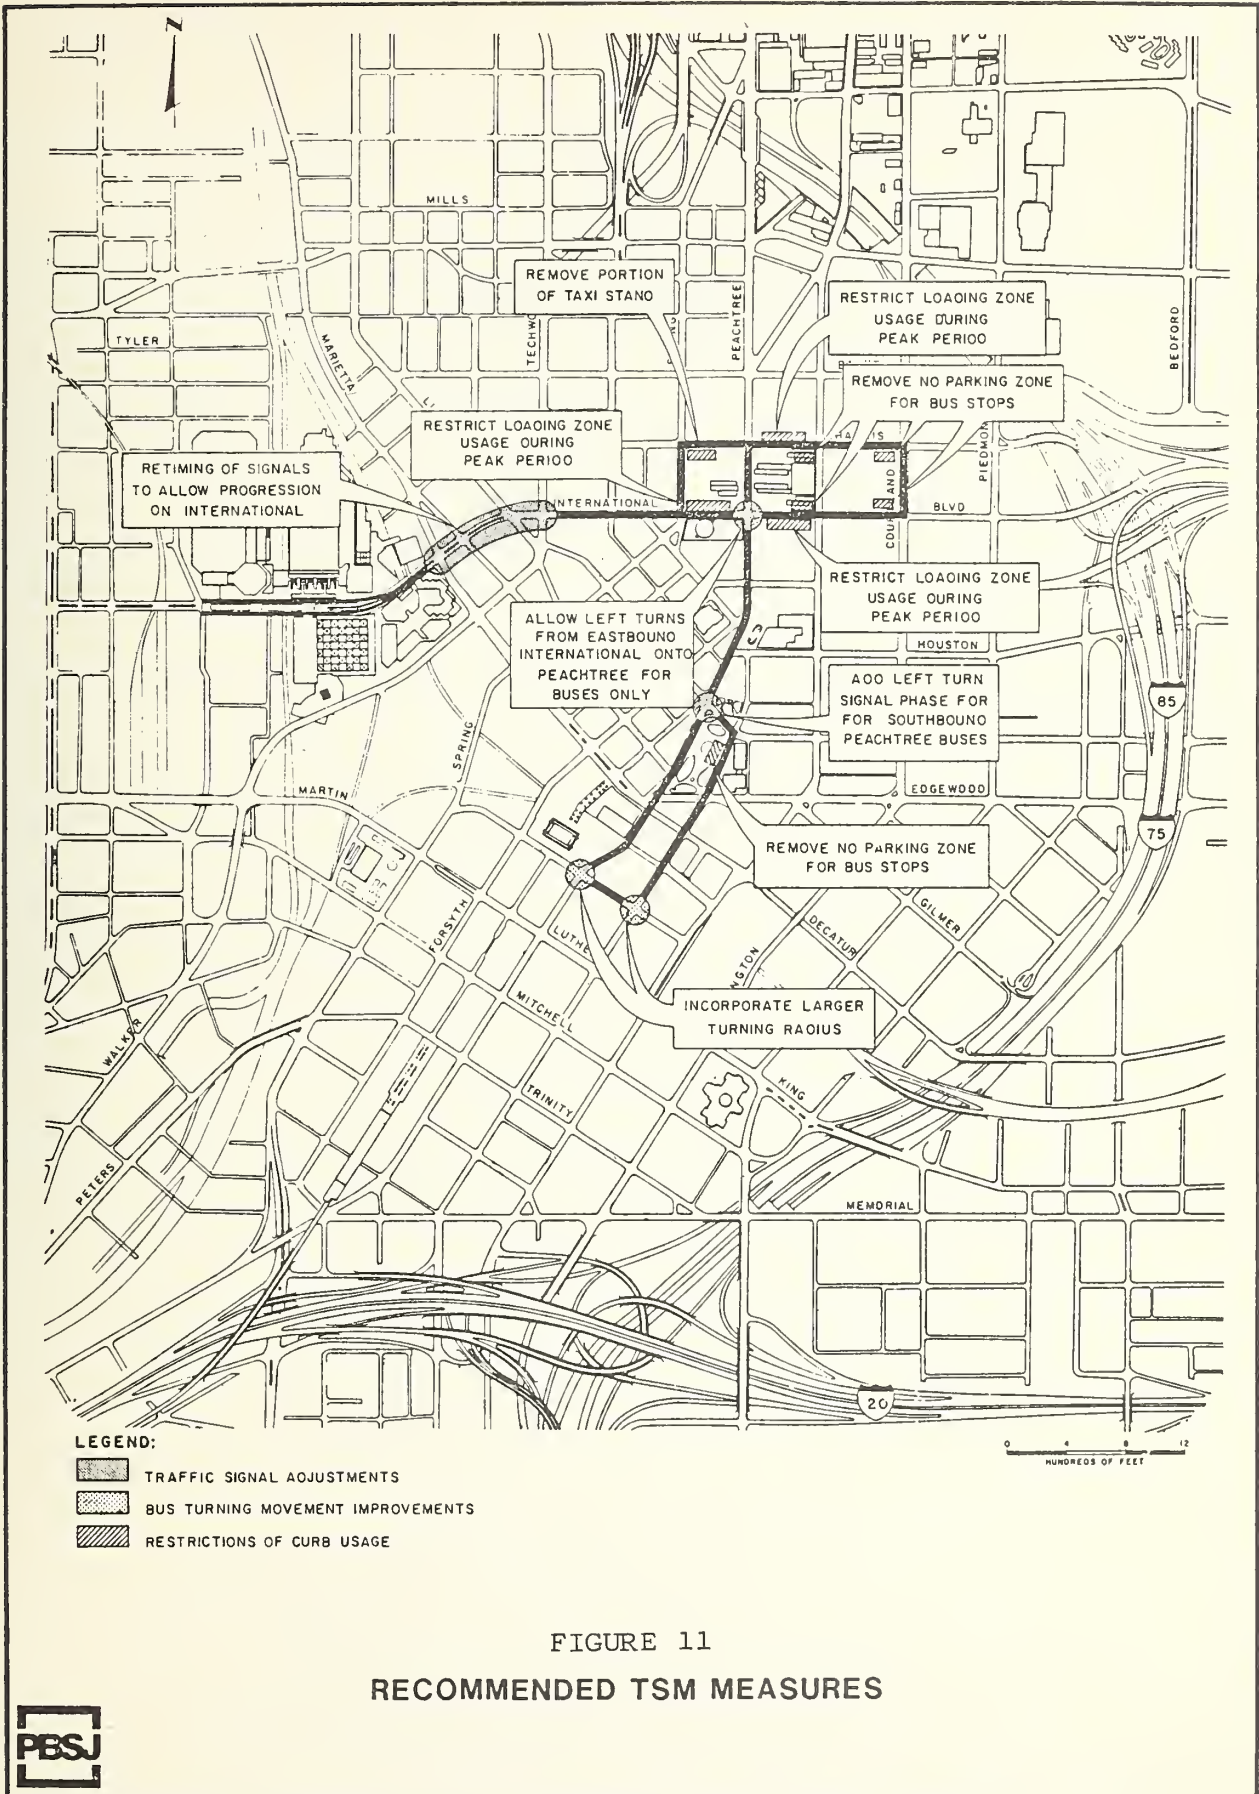 N
MILLS
REMOVE PORTION
OF TAXI STANO
RESTRICT LOAOING ZONE
USAGE DURING
PEAK PERIOO
PEACHTREE
BEDFORD
TYLER
MARIETTA
REMOVE NO PARKING ZONE
FOR BUS STOPS
RESTRICT LOAOING ZONE
USAGE OURING
PEAK PERIOO
RETIMING OF SIGNALS
TO ALLOW PROGRESSION
ON INTERNATIONAL
INTERNATIONAL
BLVD
RESTRICT LOAOING ZONE
USAGE OURING
PEAK PERIOO
ALLOW LEFT TURNS
FROM EASTBOUNO
INTERNATIONAL ONTO
PEACHTREE FOR
BUSES ONLY
HOUSTON
AOO LEFT TURN
SIGNAL PHASE FOR
FOR SOUTHBOUNO
PEACHTREE BUSES
85
SPRING
MARTIN
EDGEWOOD
75
REMOVE NO PARKING ZONE
FOR BUS STOPS
FORSYTH
GILMER
DECATUR
MITCHELL
INCORPORATE LARGER
TURNING RAOIUS
WALKER
KING
TRINITY
PETERS
MEMORIAL
20
LEGEND:
TRAFFIC SIGNAL AOJUSTMENTS
BUS TURNING MOVEMENT IMPROVEMENTS
RESTRICTIONS OF CURB USAGE
0 4 8 12
HUNDREDS OF FEET
FIGURE 11
RECOMMENDED TSM MEASURES
PBSJ